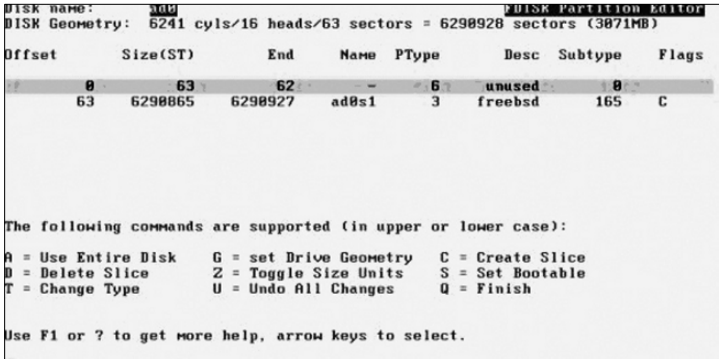 Disk name: ad0 FDISK Partition Editor
DISK Geometry: 6241 cyls/16 heads/63 sectors = 6290928 sectors (3071MB)
Offset Size(ST) End Name PType Desc Subtype Flags
0 63 62 - 6 unused 0
63 6290865 6290927 ad0s1 3 freebsd 165 C
The following commands are supported (in upper or lower case):
A = Use Entire Disk G = set Drive Geometry C = Create Slice
D = Delete Slice Z = Toggle Size Units S = Set Bootable
T = Change Type U = Undo All Changes Q = Finish
Use F1 or ? to get more help, arrow keys to select.